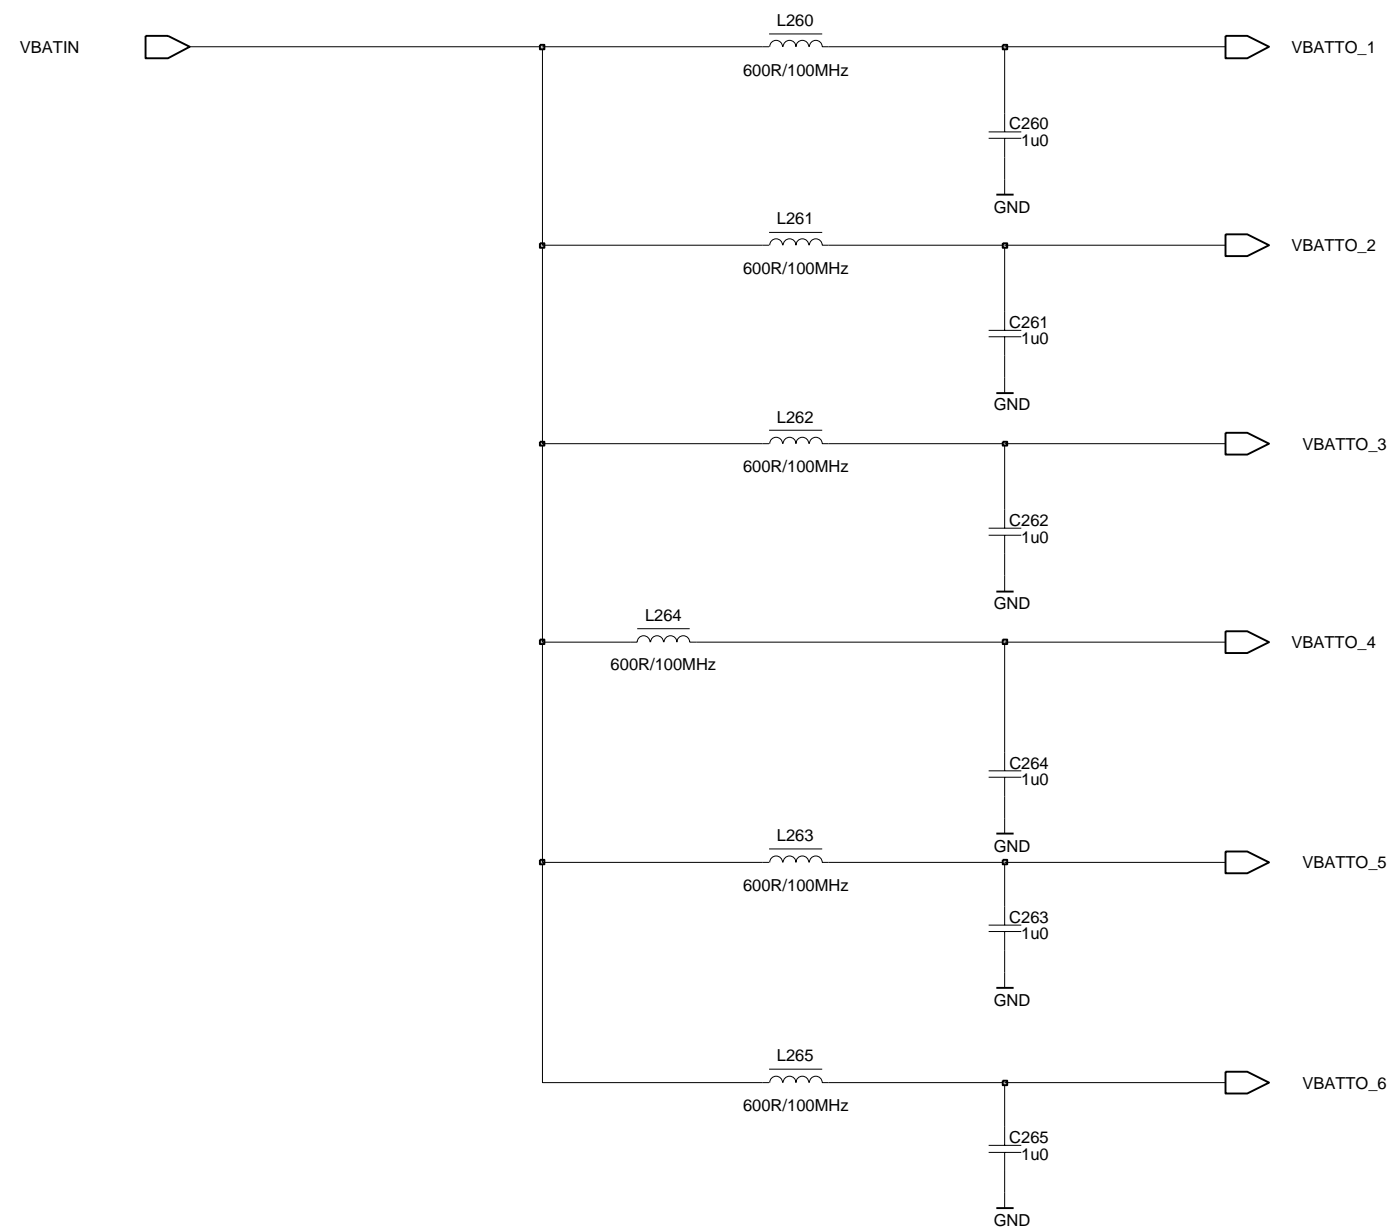 L260
VBATIN
VBATTO_1
600R/100MHz
C260
1u0
GND
L261
VBATTO_2
600R/100MHz
C261
1u0
GND
L262
VBATTO_3
600R/100MHz
C262
1u0
GND
L264
VBATTO_4
600R/100MHz
C264
1u0
GND
L263
VBATTO_5
600R/100MHz
C263
1u0
GND
L265
VBATTO_6
600R/100MHz
C265
1u0
GND